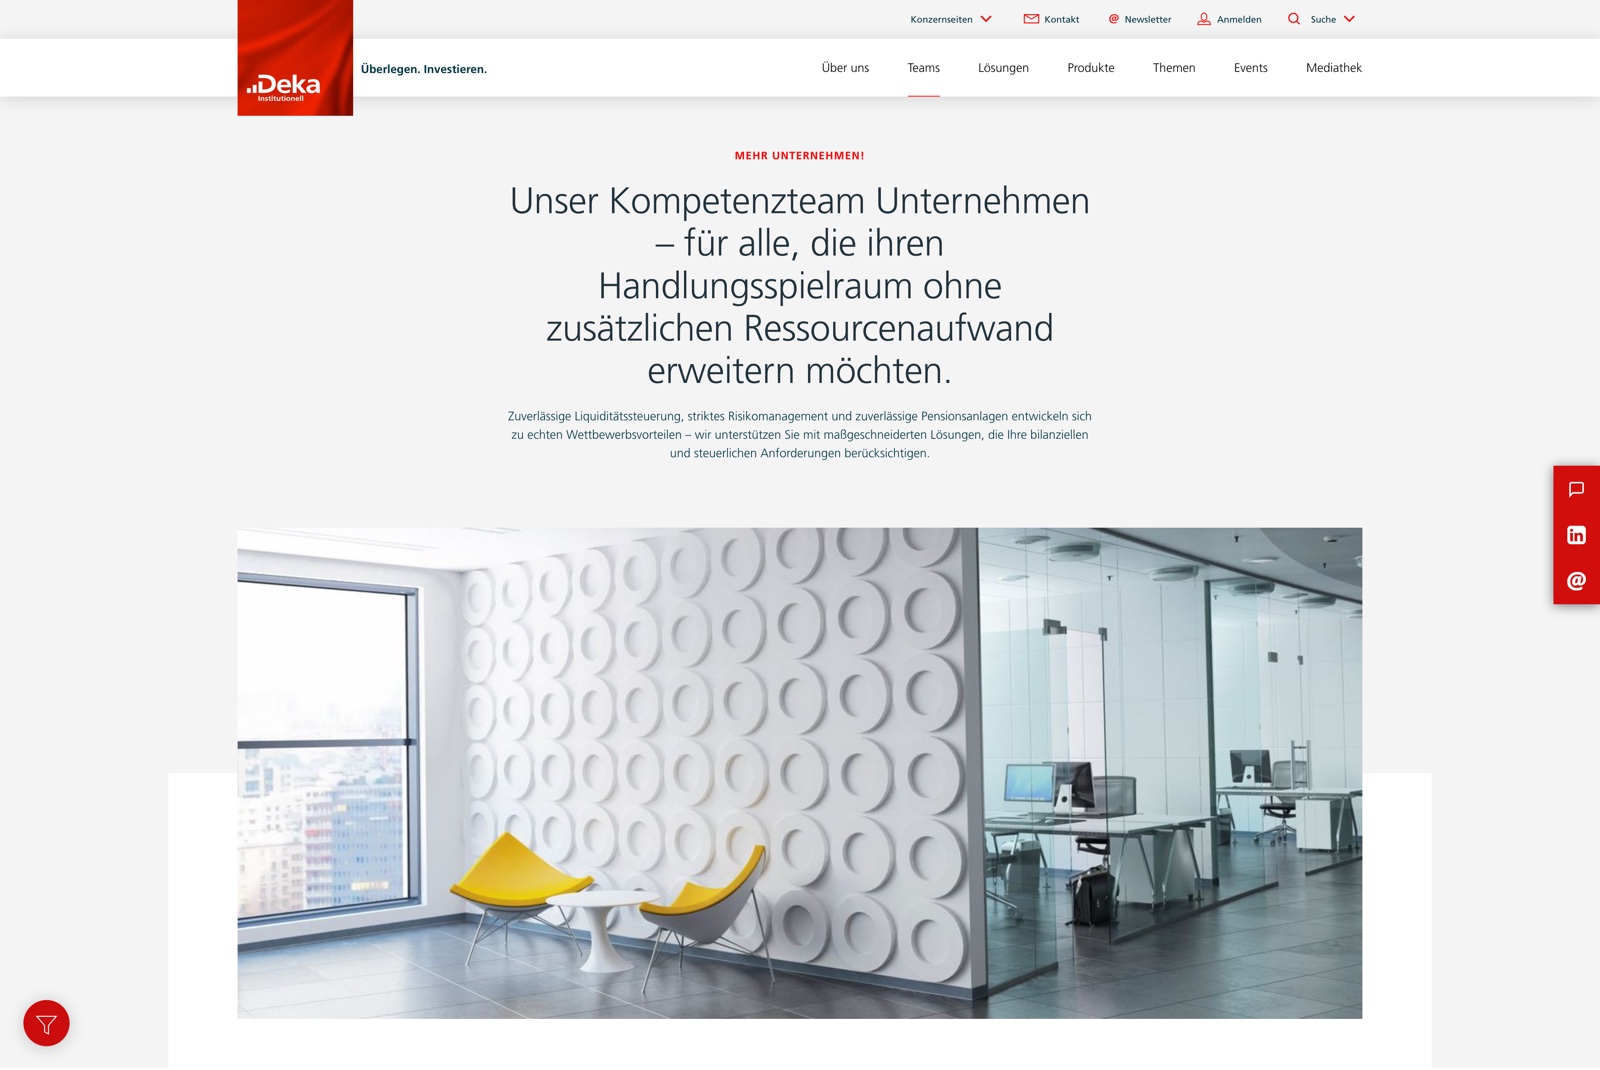 Konzernseiten
Kontakt
@ Newsletter
Anmelden
Suche
Deka
Institutionell
Überlegen. Investieren.
Über uns
Teams
Lösungen
Produkte
Themen
Events
Mediathek
MEHR UNTERNEHMEN!
Unser Kompetenzteam Unternehmen
– für alle, die ihren
Handlungsspielraum ohne
zusätzlichen Ressourcenaufwand
erweitern möchten.
Zuverlässige Liquiditätssteuerung, striktes Risikomanagement und zuverlässige Pensionsanlagen entwickeln sich
zu echten Wettbewerbsvorteilen – wir unterstützen Sie mit maßgeschneiderten Lösungen, die Ihre bilanziellen
und steuerlichen Anforderungen berücksichtigen.
in
@